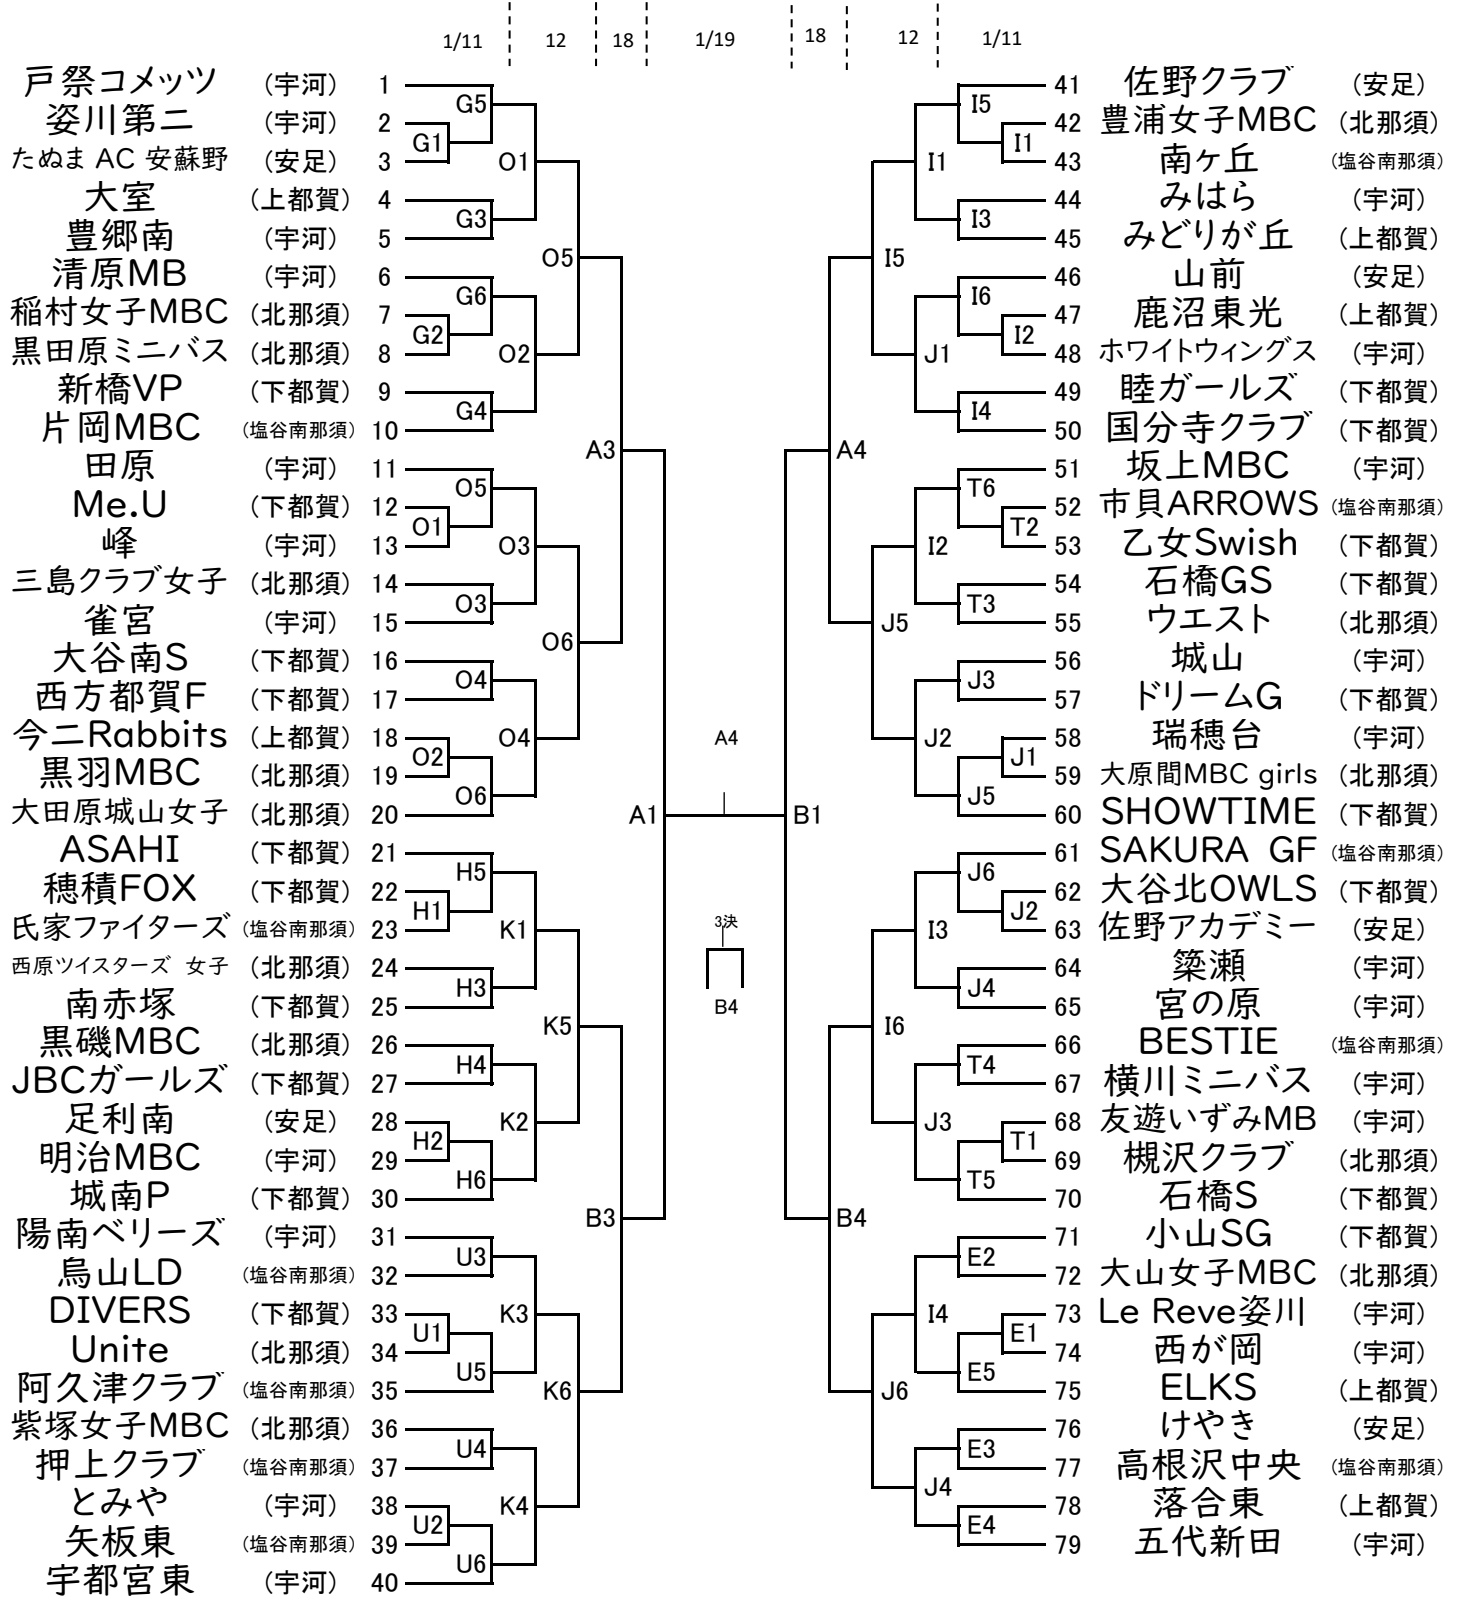 1/11 12 18 1/19 18 12 1/11
戸祭コメッツ (宇河) 1
姿川第二 (宇河) 2
たぬま AC 安蘇野 (安足) 3
大室 (上都賀) 4
豊郷南 (宇河) 5
清原MB (宇河) 6
稲村女子MBC (北那須) 7
黒田原ミニバス (北那須) 8
新橋VP (下都賀) 9
片岡MBC (塩谷南那須) 10
田原 (宇河) 11
Me.U (下都賀) 12
峰 (宇河) 13
三島クラブ女子 (北那須) 14
雀宮 (宇河) 15
大谷南S (下都賀) 16
西方都賀F (下都賀) 17
今二Rabbits (上都賀) 18
黒羽MBC (北那須) 19
大田原城山女子 (北那須) 20
ASAHI (下都賀) 21
穂積FOX (下都賀) 22
氏家ファイターズ (塩谷南那須) 23
西原ツイスターズ 女子 (北那須) 24
南赤塚 (下都賀) 25
黒磯MBC (北那須) 26
JBCガールズ (下都賀) 27
足利南 (安足) 28
明治MBC (宇河) 29
城南P (下都賀) 30
陽南ベリーズ (宇河) 31
烏山LD (塩谷南那須) 32
DIVERS (下都賀) 33
Unite (北那須) 34
阿久津クラブ (塩谷南那須) 35
紫塚女子MBC (北那須) 36
押上クラブ (塩谷南那須) 37
とみや (宇河) 38
矢板東 (塩谷南那須) 39
宇都宮東 (宇河) 40
G5
G1
G3
G6
G2
G4
O5
O1
O3
O4
O2
O6
H5
H1
H3
H4
H2
H6
U3
U1
U5
U4
U2
U6
O1
O2
O3
O4
K1
K2
K3
K4
O5
O6
K5
K6
A3
B3
A1
A4
3決
B4
B1
A4
B4
I5
J5
I6
J6
I1
J1
I2
J2
I3
J3
I4
J4
I5
I1
I3
I6
I2
I4
T6
T2
T3
J3
J1
J5
J6
J2
J4
T4
T1
T5
E2
E1
E5
E3
E4
41 佐野クラブ (安足)
42 豊浦女子MBC (北那須)
43 南ヶ丘 (塩谷南那須)
44 みはら (宇河)
45 みどりが丘 (上都賀)
46 山前 (安足)
47 鹿沼東光 (上都賀)
48 ホワイトウィングス (宇河)
49 睦ガールズ (下都賀)
50 国分寺クラブ (下都賀)
51 坂上MBC (宇河)
52 市貝ARROWS (塩谷南那須)
53 乙女Swish (下都賀)
54 石橋GS (下都賀)
55 ウエスト (北那須)
56 城山 (宇河)
57 ドリームG (下都賀)
58 瑞穂台 (宇河)
59 大原間MBC girls (北那須)
60 SHOWTIME (下都賀)
61 SAKURA GF (塩谷南那須)
62 大谷北OWLS (下都賀)
63 佐野アカデミー (安足)
64 簗瀬 (宇河)
65 宮の原 (宇河)
66 BESTIE (塩谷南那須)
67 横川ミニバス (宇河)
68 友遊いずみMB (宇河)
69 槻沢クラブ (北那須)
70 石橋S (下都賀)
71 小山SG (下都賀)
72 大山女子MBC (北那須)
73 Le Reve姿川 (宇河)
74 西が岡 (宇河)
75 ELKS (上都賀)
76 けやき (安足)
77 高根沢中央 (塩谷南那須)
78 落合東 (上都賀)
79 五代新田 (宇河)